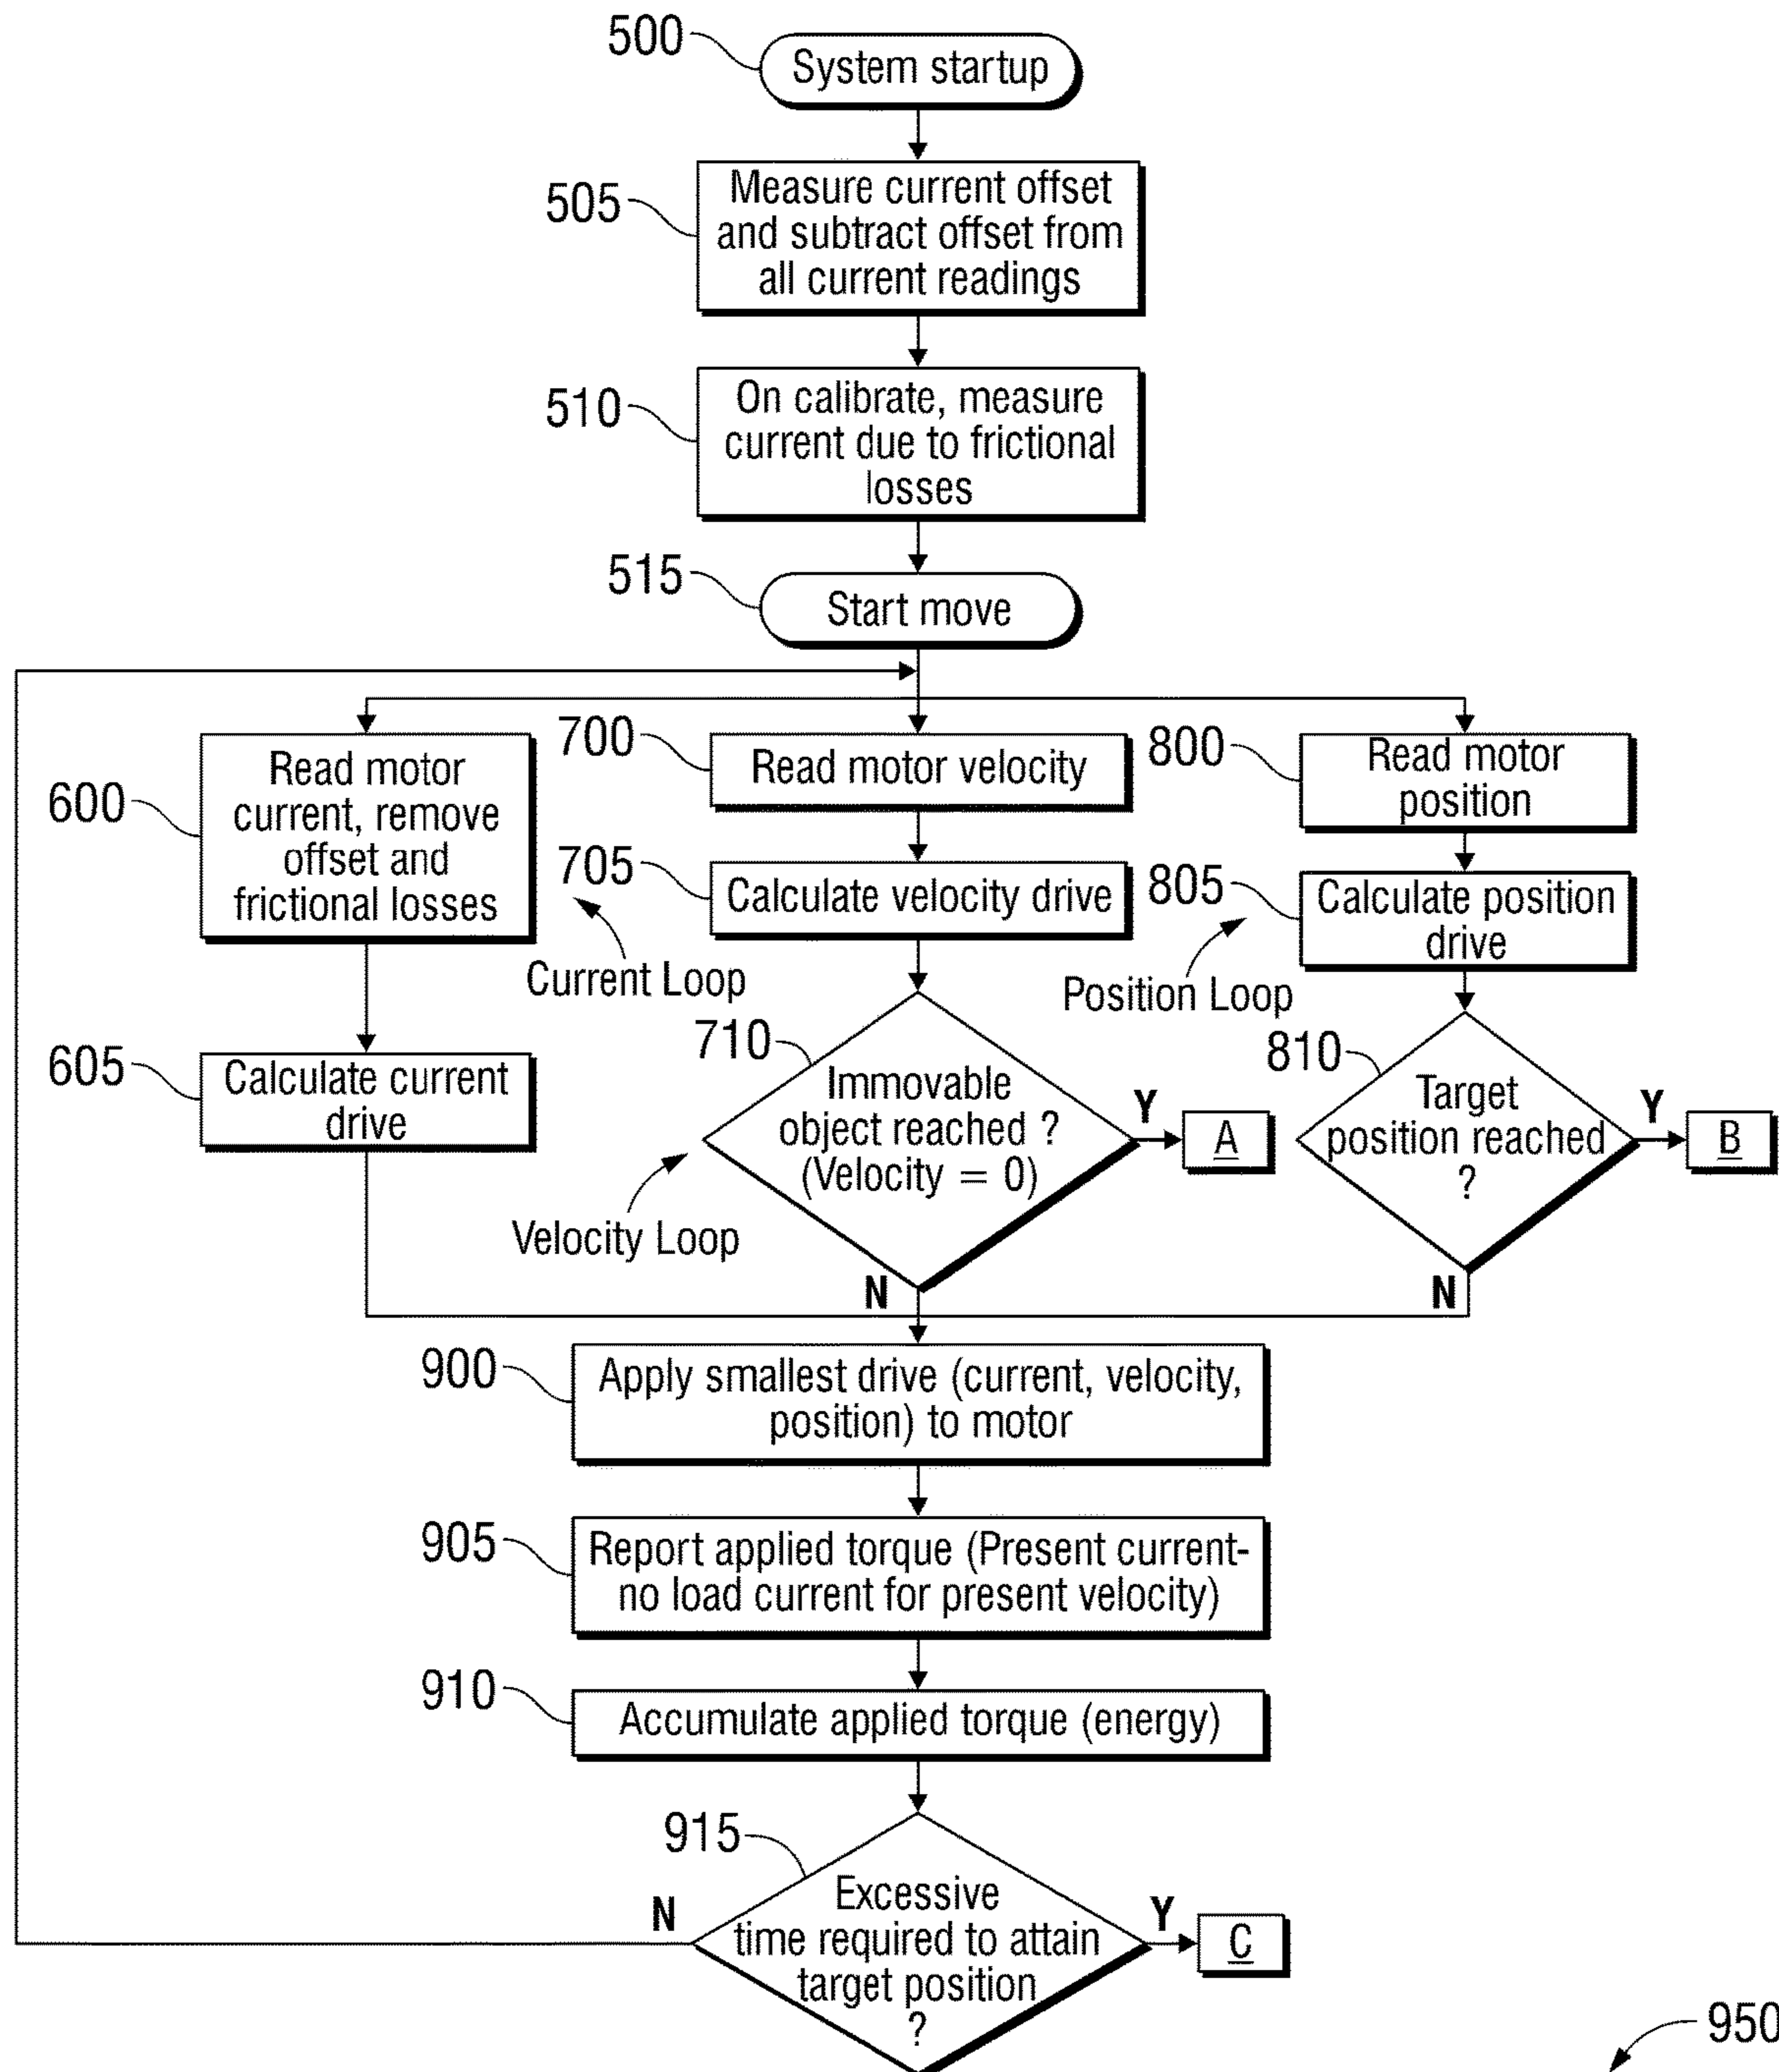 500
System startup
505
Measure current offset
and subtract offset from
all current readings
510
On calibrate, measure
current due to frictional
losses
515
Start move
600
Read motor
current, remove
offset and
frictional losses
Current Loop
605
Calculate current
drive
700
Read motor velocity
705
Calculate velocity drive
710
Immovable
object reached ?
(Velocity = 0)
Y
A
N
Velocity Loop
800
Read motor
position
805
Calculate position
drive
Position Loop
810
Target
position reached
?
Y
B
N
900
Apply smallest drive (current, velocity,
position) to motor
905
Report applied torque (Present current-
no load current for present velocity)
910
Accumulate applied torque (energy)
915
Excessive
time required to attain
target position
?
N
Y
C
950